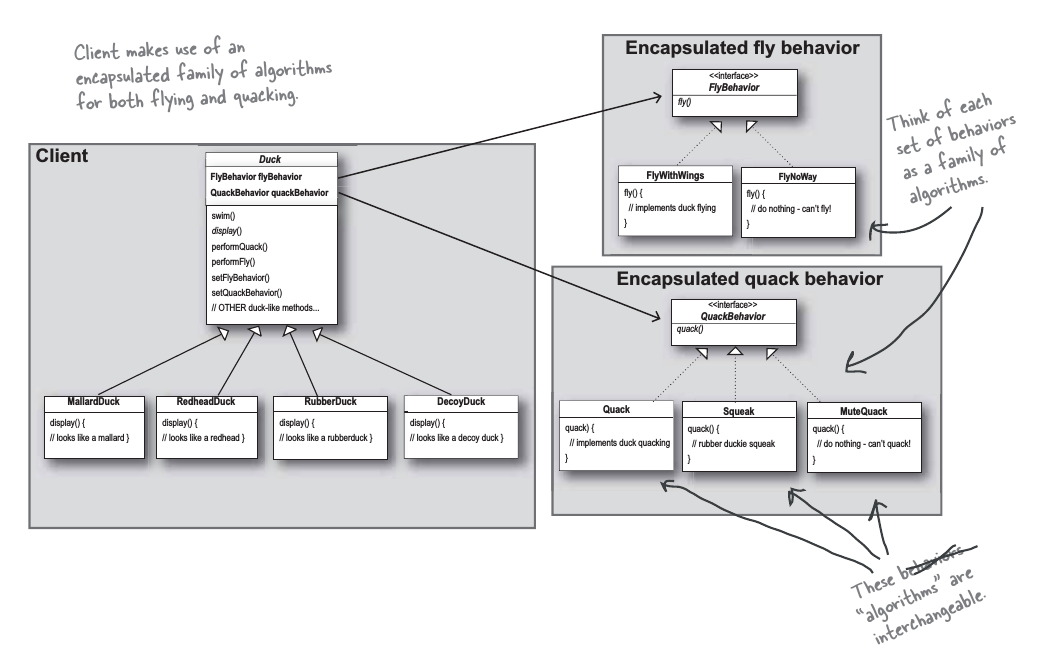 Client makes use of an
encapsulated family of algorithms
for both flying and quacking.
Client
Duck
FlyBehavior flyBehavior
QuackBehavior quackBehavior
swim()
display()
performQuack()
performFly()
setFlyBehavior()
setQuackBehavior()
// OTHER duck-like methods...
MallardDuck
display() {
// looks like a mallard }
RedheadDuck
display() {
// looks like a redhead }
RubberDuck
display() {
// looks like a rubberduck }
DecoyDuck
display() {
// looks like a decoy duck }
Encapsulated fly behavior
<<interface>>
FlyBehavior
fly()
FlyWithWings
fly() {
// implements duck flying
}
FlyNoWay
fly() {
// do nothing - can't fly!
}
Think of each
set of behaviors
as a family of
algorithms.
Encapsulated quack behavior
<<interface>>
QuackBehavior
quack()
Quack
quack) {
// implements duck quacking
}
Squeak
quack() {
// rubber duckie squeak
}
MuteQuack
quack() {
// do nothing - can't quack!
}
These behaviors
“algorithms” are
interchangeable.